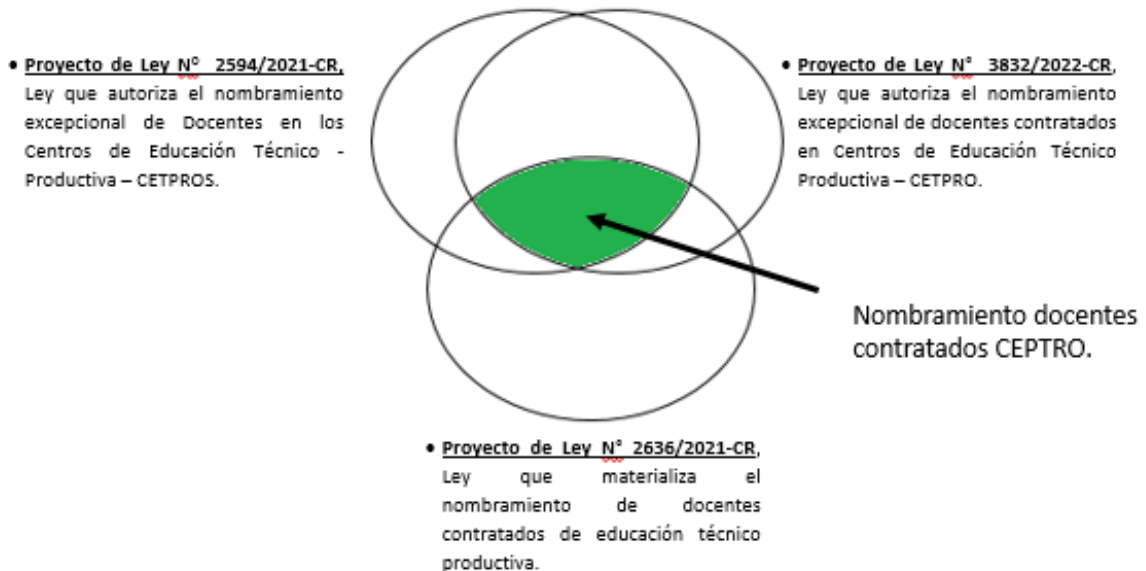 • Proyecto de Ley N° 2594/2021-CR,
Ley que autoriza el nombramiento
excepcional de Docentes en los
Centros de Educación Técnico -
Productiva – CETPROS.
• Proyecto de Ley N° 3832/2022-CR,
Ley que autoriza el nombramiento
excepcional de docentes contratados
en Centros de Educación Técnico
Productiva – CETPRO.
Nombramiento docentes
contratados CEPTRO.
• Proyecto de Ley N° 2636/2021-CR,
Ley que materializa el
nombramiento de docentes
contratados de educación técnico
productiva.